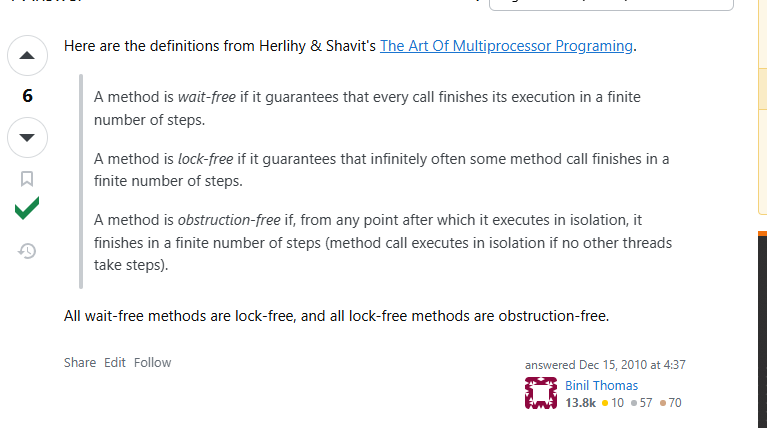 Here are the definitions from Herlihy & Shavit's The Art Of Multiprocessor Programing.
6
A method is wait-free if it guarantees that every call finishes its execution in a finite
number of steps.
A method is lock-free if it guarantees that infinitely often some method call finishes in a
finite number of steps.
A method is obstruction-free if, from any point after which it executes in isolation, it
finishes in a finite number of steps (method call executes in isolation if no other threads
take steps).
All wait-free methods are lock-free, and all lock-free methods are obstruction-free.
Share Edit Follow
answered Dec 15, 2010 at 4:37
Binil Thomas
13.8k 10 57 70